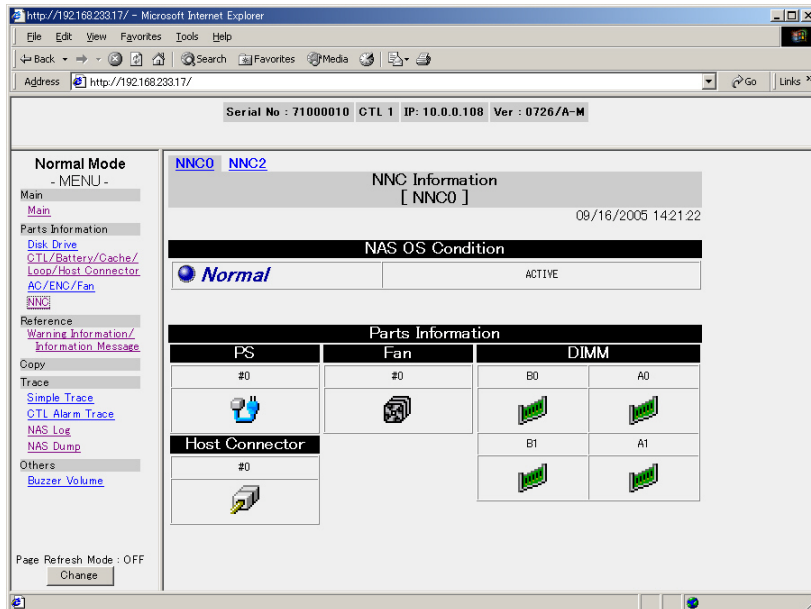 http://192.168.233.17/ - Microsoft Internet Explorer
File Edit View Favorites Tools Help
Back Search Favorites Media
Address http://192.168.233.17/ Go Links
Serial No : 71000010 CTL 1 IP: 10.0.0.108 Ver : 0726/A-M
Normal Mode
- MENU -
Main
Main
Parts Information
Disk Drive
CTL/Battery/Cache/
Loop/Host Connector
AC/ENC/Fan
NNC
Reference
Warning Information/
Information Message
Copy
Trace
Simple Trace
CTL Alarm Trace
NAS Log
NAS Dump
Others
Buzzer Volume
Page Refresh Mode : OFF
Change
NNC0 NNC2
NNC Information
[ NNC0 ]
09/16/2005 14:21:22
NAS OS Condition
Normal ACTIVE
Parts Information
PS Fan DIMM
#0 #0 B0 A0
Host Connector B1 A1
#0